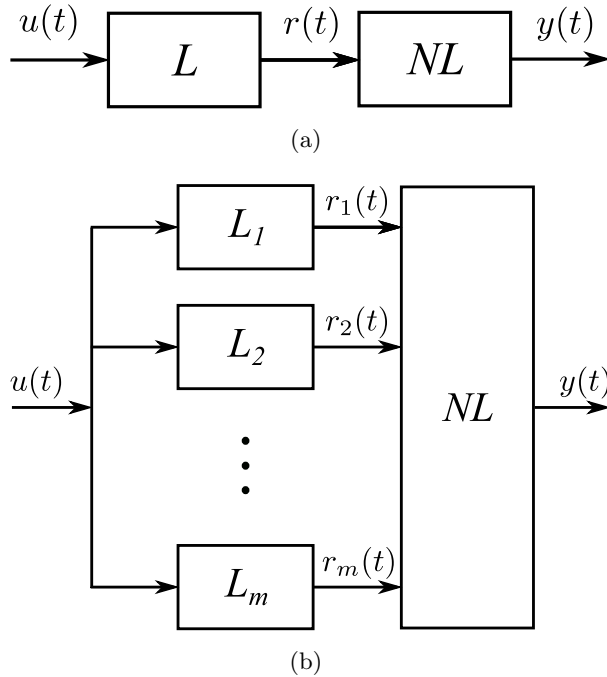 u(t) L r(t) NL y(t)
(a)
L₁ r₁(t)
L₂ r₂(t)
u(t) NL y(t)
Lₘ rₘ(t)
(b)